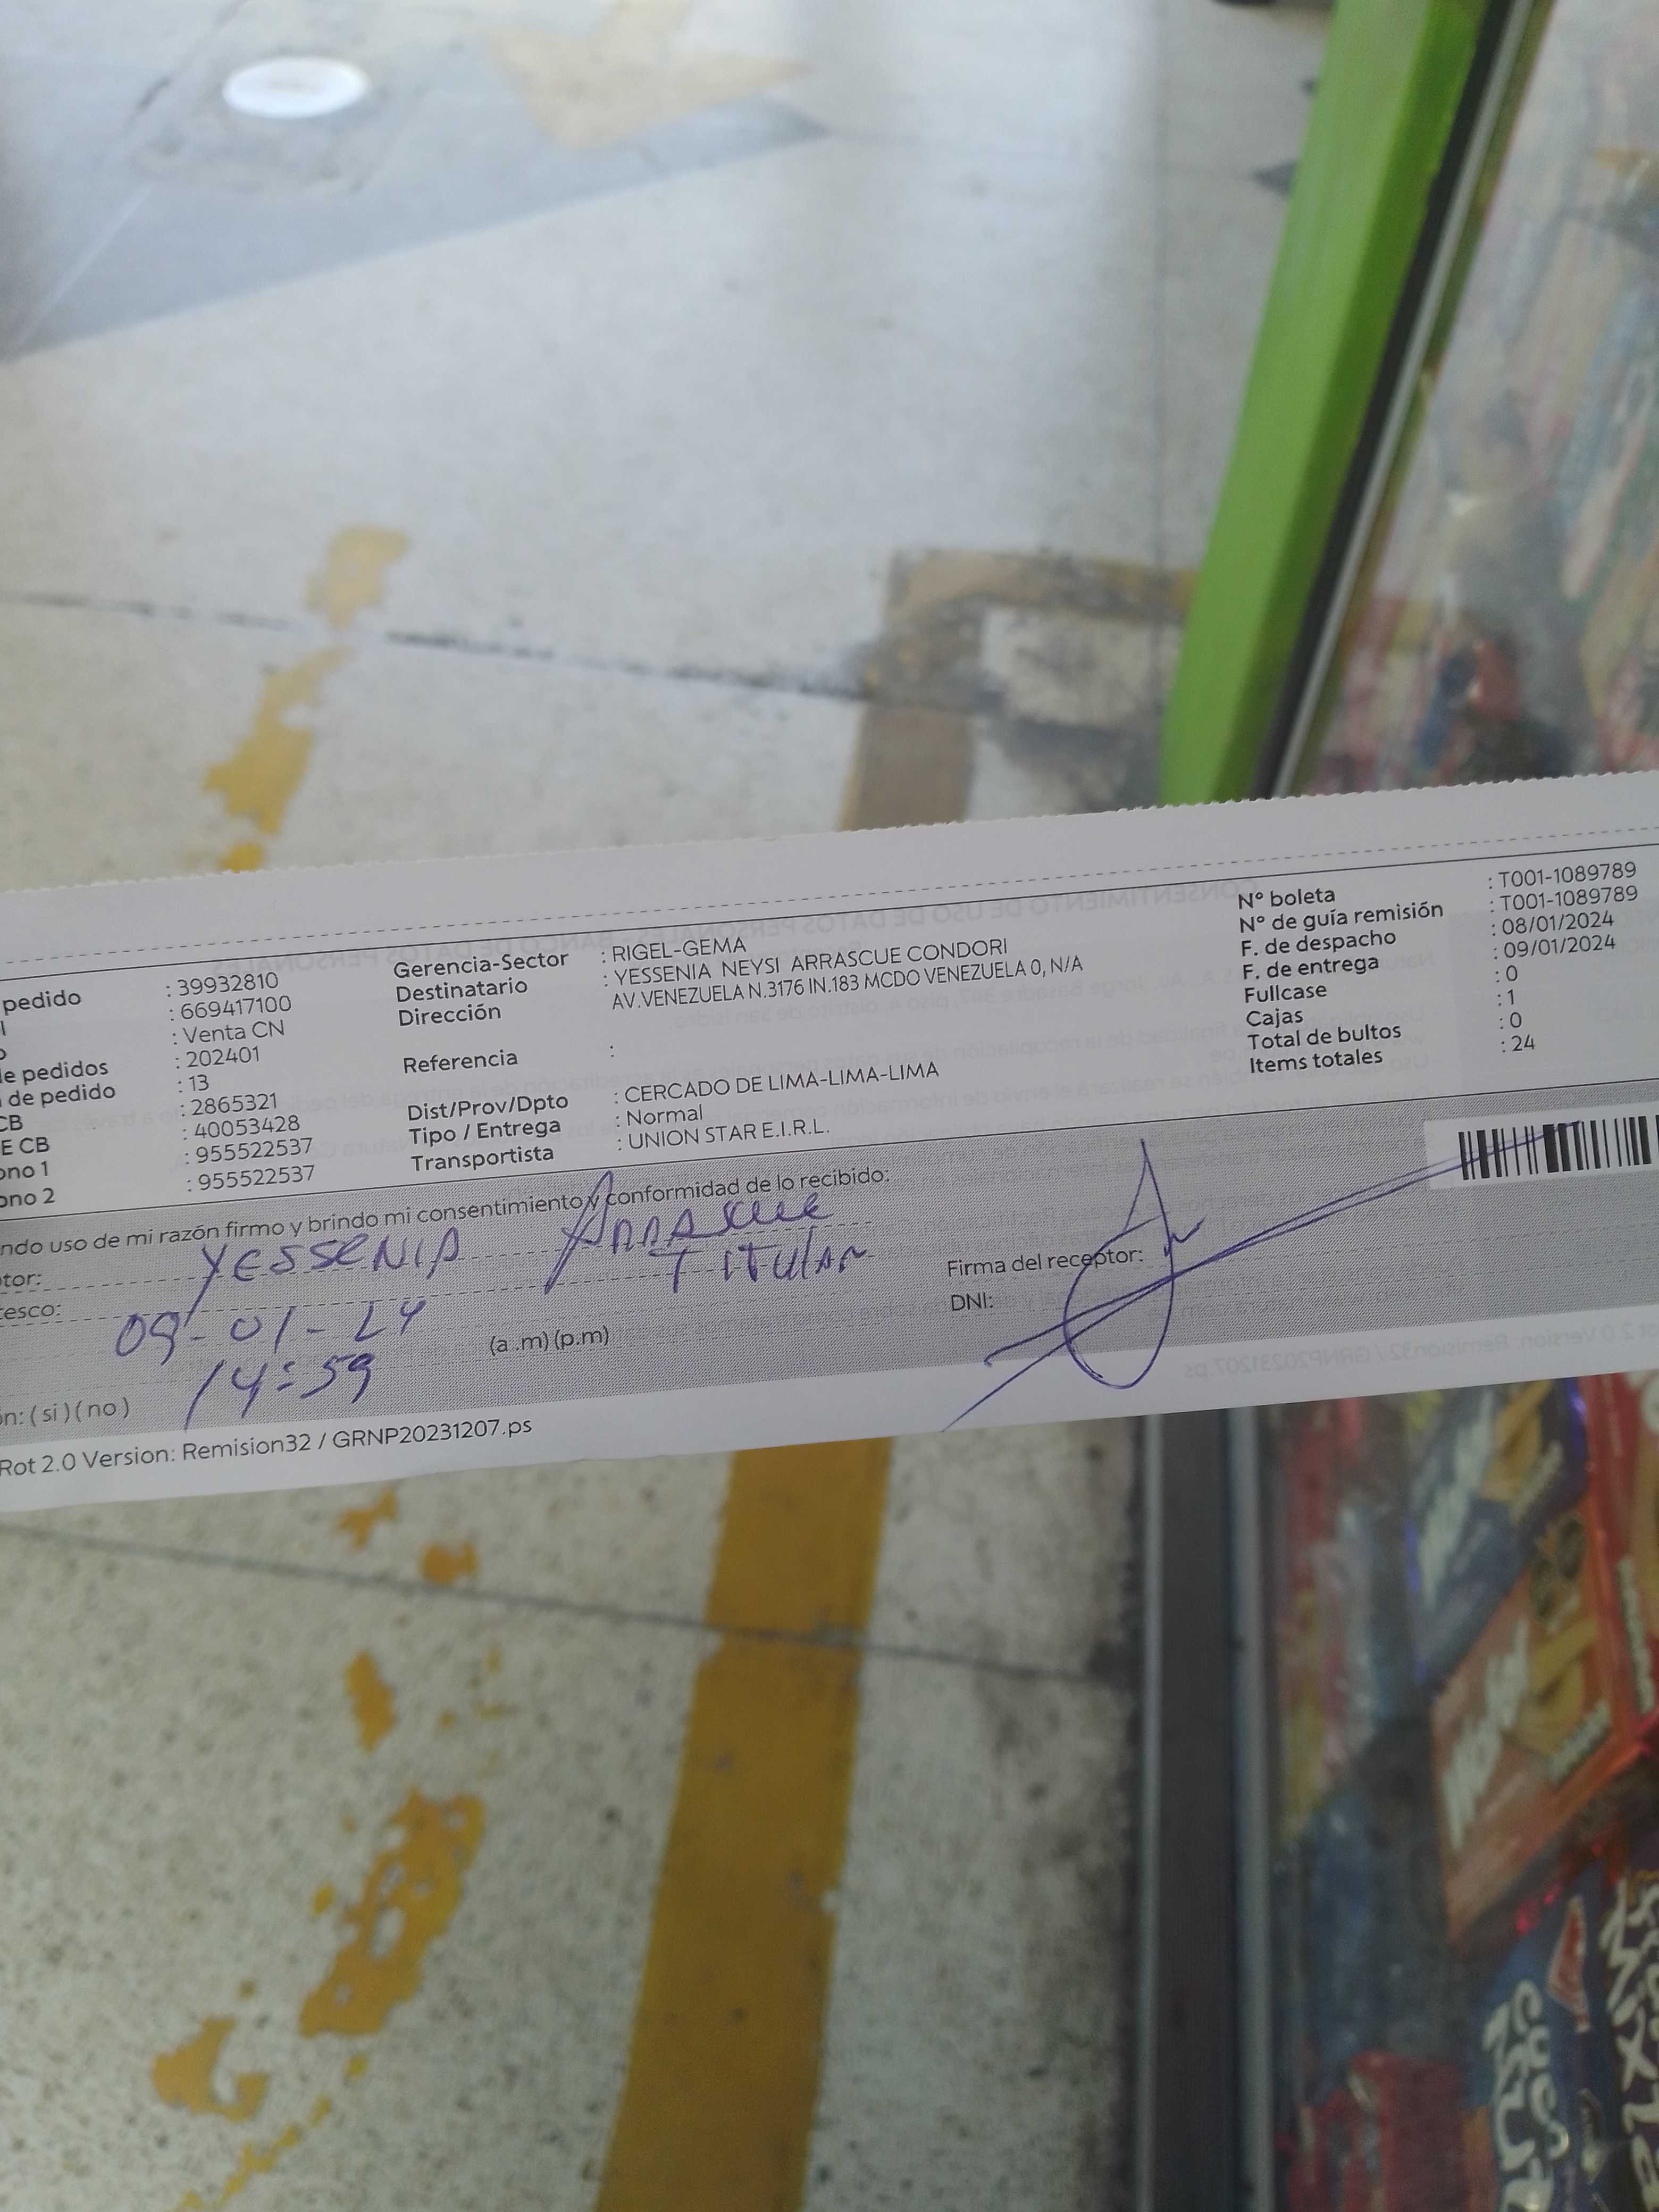 pedido : 39932810
: 669417100
: Venta CN
de pedidos : 202401
de pedido : 13
CB : 2865321
E CB : 40053428
ono 1 : 955522537
ono 2 : 955522537
Gerencia-Sector : RIGEL-GEMA
Destinatario : YESSENIA NEYSI ARRASCUE CONDORI
Dirección AV.VENEZUELA N.3176 IN.183 MCDO VENEZUELA 0, N/A
Referencia :
Dist/Prov/Dpto : CERCADO DE LIMA-LIMA-LIMA
Tipo / Entrega : Normal
Transportista : UNION STAR E.I.R.L.
Nº boleta : T001-1089789
Nº de guía remisión : T001-1089789
F. de despacho : 08/01/2024
F. de entrega : 09/01/2024
Fullcase : 0
Cajas : 1
Total de bultos : 0
Items totales : 24
ndo uso de mi razón firmo y brindo mi consentimiento y conformidad de lo recibido:
tor: YESSENIA ARRASCUE
tesco: TITULAR
09-01-24
(a .m) (p.m)
14:59
Firma del receptor:
DNI:
ón: ( si ) ( no )
Rot 2.0 Version: Remision32 / GRNP20231207.ps